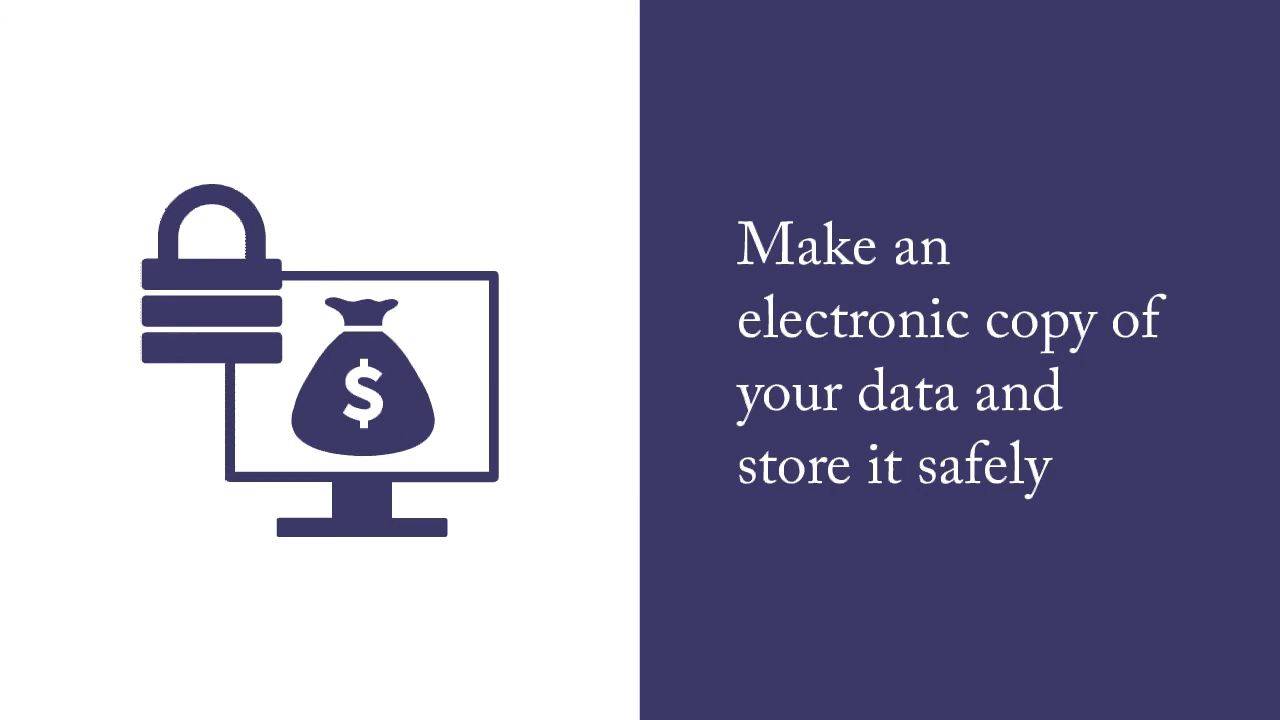 $
Make an
electronic copy of
your data and
store it safely